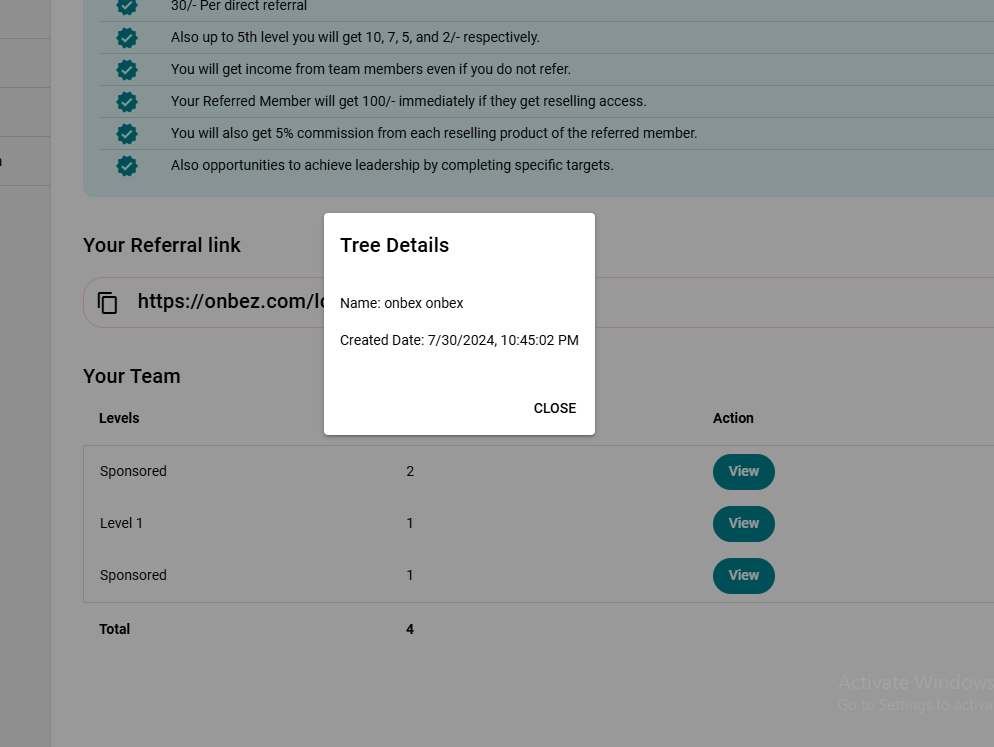 30/- Per direct referral
Also up to 5th level you will get 10, 7, 5, and 2/- respectively.
You will get income from team members even if you do not refer.
Your Referred Member will get 100/- immediately if they get reselling access.
You will also get 5% commission from each reselling product of the referred member.
Also opportunities to achieve leadership by completing specific targets.
Your Referral link
https://onbez.com/lo
Tree Details
Name: onbex onbex
Created Date: 7/30/2024, 10:45:02 PM
CLOSE
Your Team
Levels Action
Sponsored 2 View
Level 1 1 View
Sponsored 1 View
Total 4
Activate Windows
Go to Settings to activa